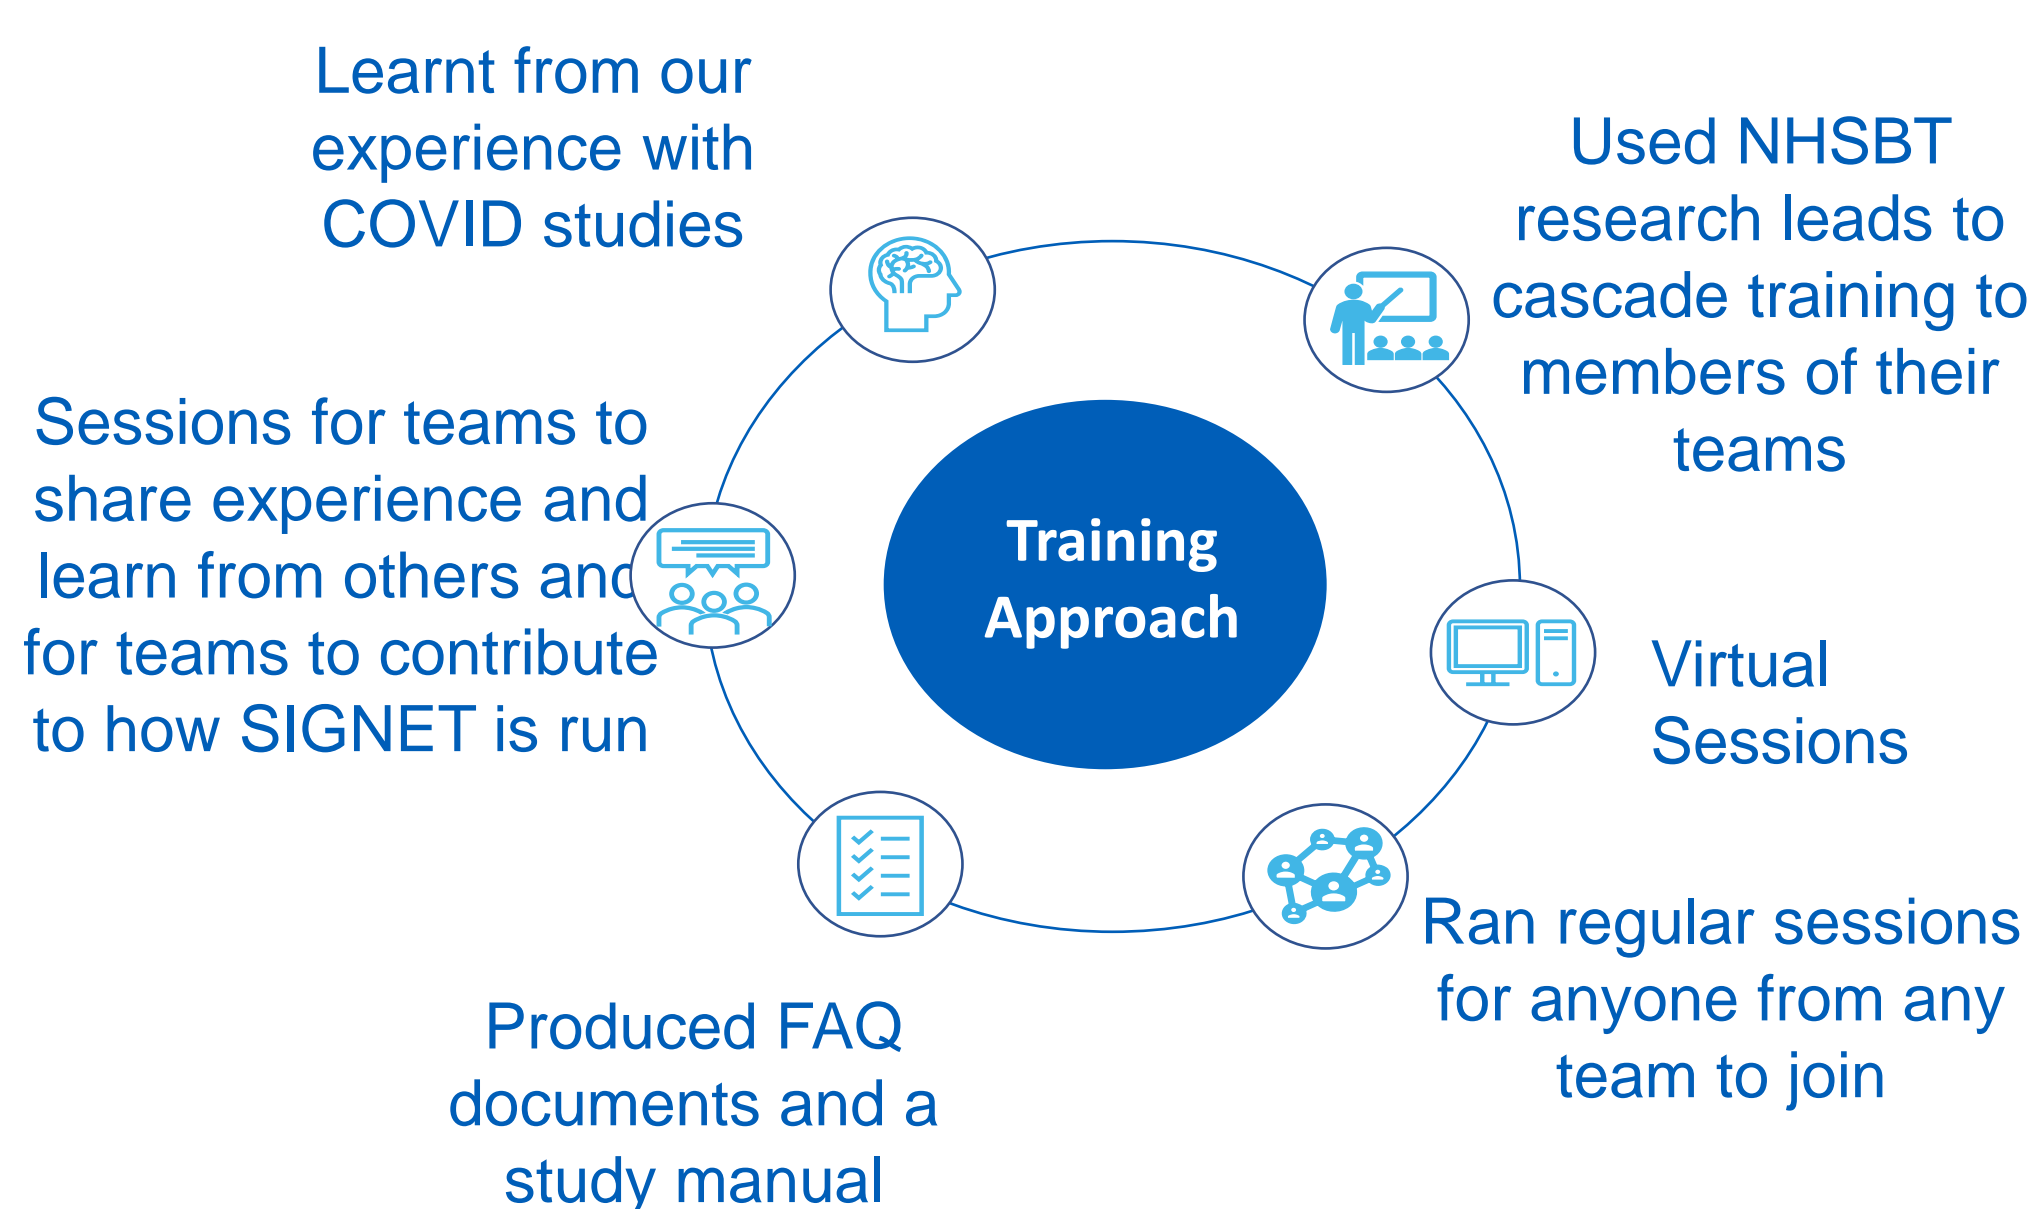 Learnt from our
experience with
COVID studies
Used NHSBT
research leads to
cascade training to
members of their
teams
Sessions for teams to
share experience and
learn from others and
for teams to contribute
to how SIGNET is run
Training
Approach
Virtual
Sessions
Ran regular sessions
for anyone from any
team to join
Produced FAQ
documents and a
study manual